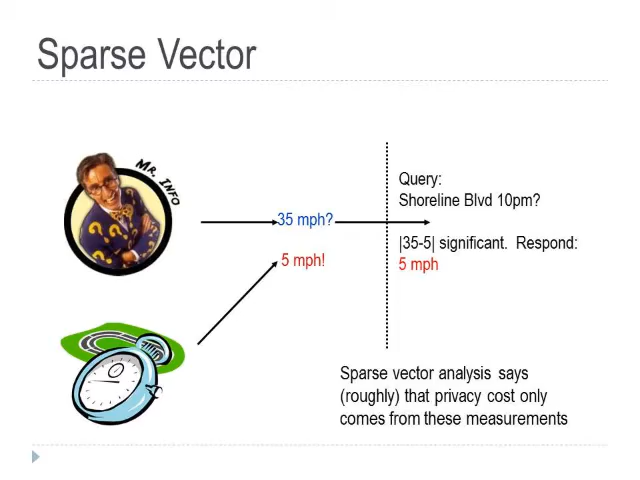 Sparse Vector
MR. INFO
Query:
Shoreline Blvd 10pm?
35 mph?
|35-5| significant. Respond:
5 mph
5 mph!
Sparse vector analysis says
(roughly) that privacy cost only
comes from these measurements